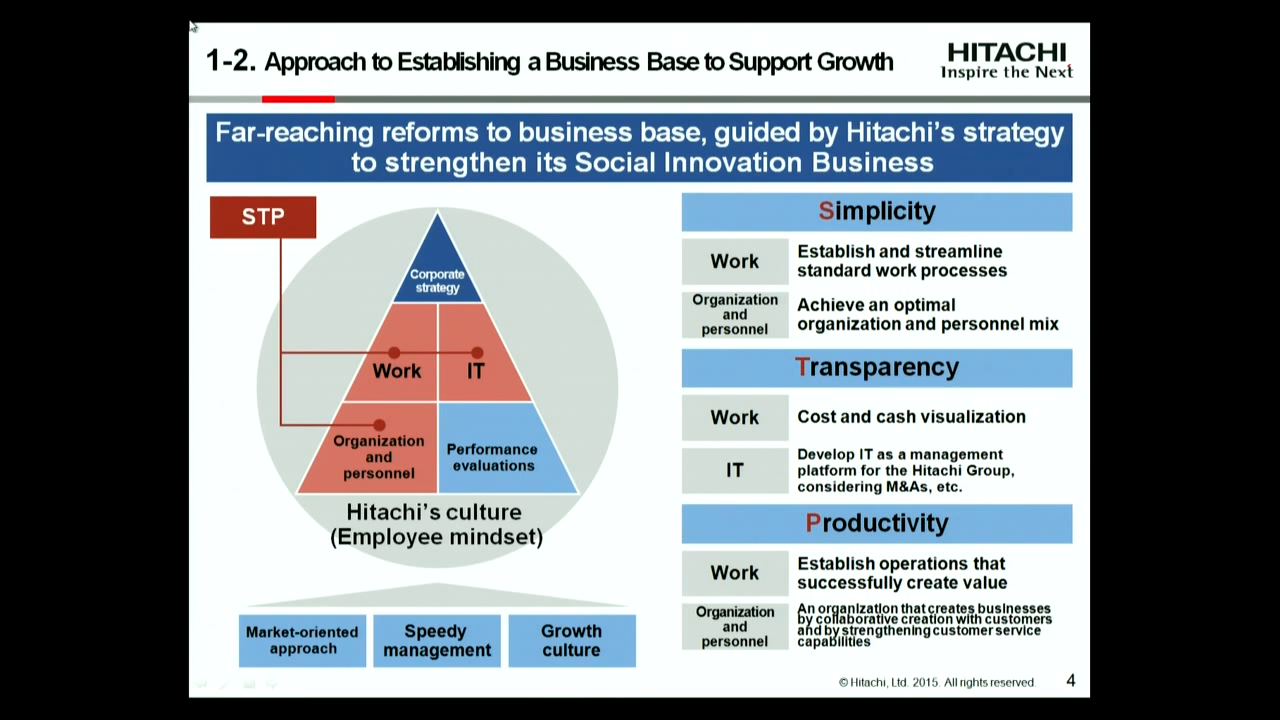 1-2. Approach to Establishing a Business Base to Support Growth
HITACHI
Inspire the Next
Far-reaching reforms to business base, guided by Hitachi's strategy
to strengthen its Social Innovation Business
STP
Corporate
strategy
Work
IT
Organization
and
personnel
Performance
evaluations
Hitachi's culture
(Employee mindset)
Market-oriented
approach
Speedy
management
Growth
culture
Simplicity
Work
Establish and streamline
standard work processes
Organization
and
personnel
Achieve an optimal
organization and personnel mix
Transparency
Work
Cost and cash visualization
IT
Develop IT as a management
platform for the Hitachi Group,
considering M&As, etc.
Productivity
Work
Establish operations that
successfully create value
Organization
and
personnel
An organization that creates businesses
by collaborative creation with customers
and by strengthening customer service
capabilities
© Hitachi, Ltd. 2015. All rights reserved.
4